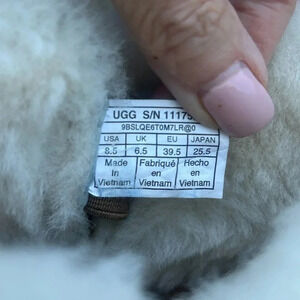 UGG S/N 11175
9BSLQE6T0M7LR@0
USA UK EU JAPAN
8.5 6.5 39.5 25.5
Made Fabriqué Hecho
in en en
Vietnam Vietnam Vietnam